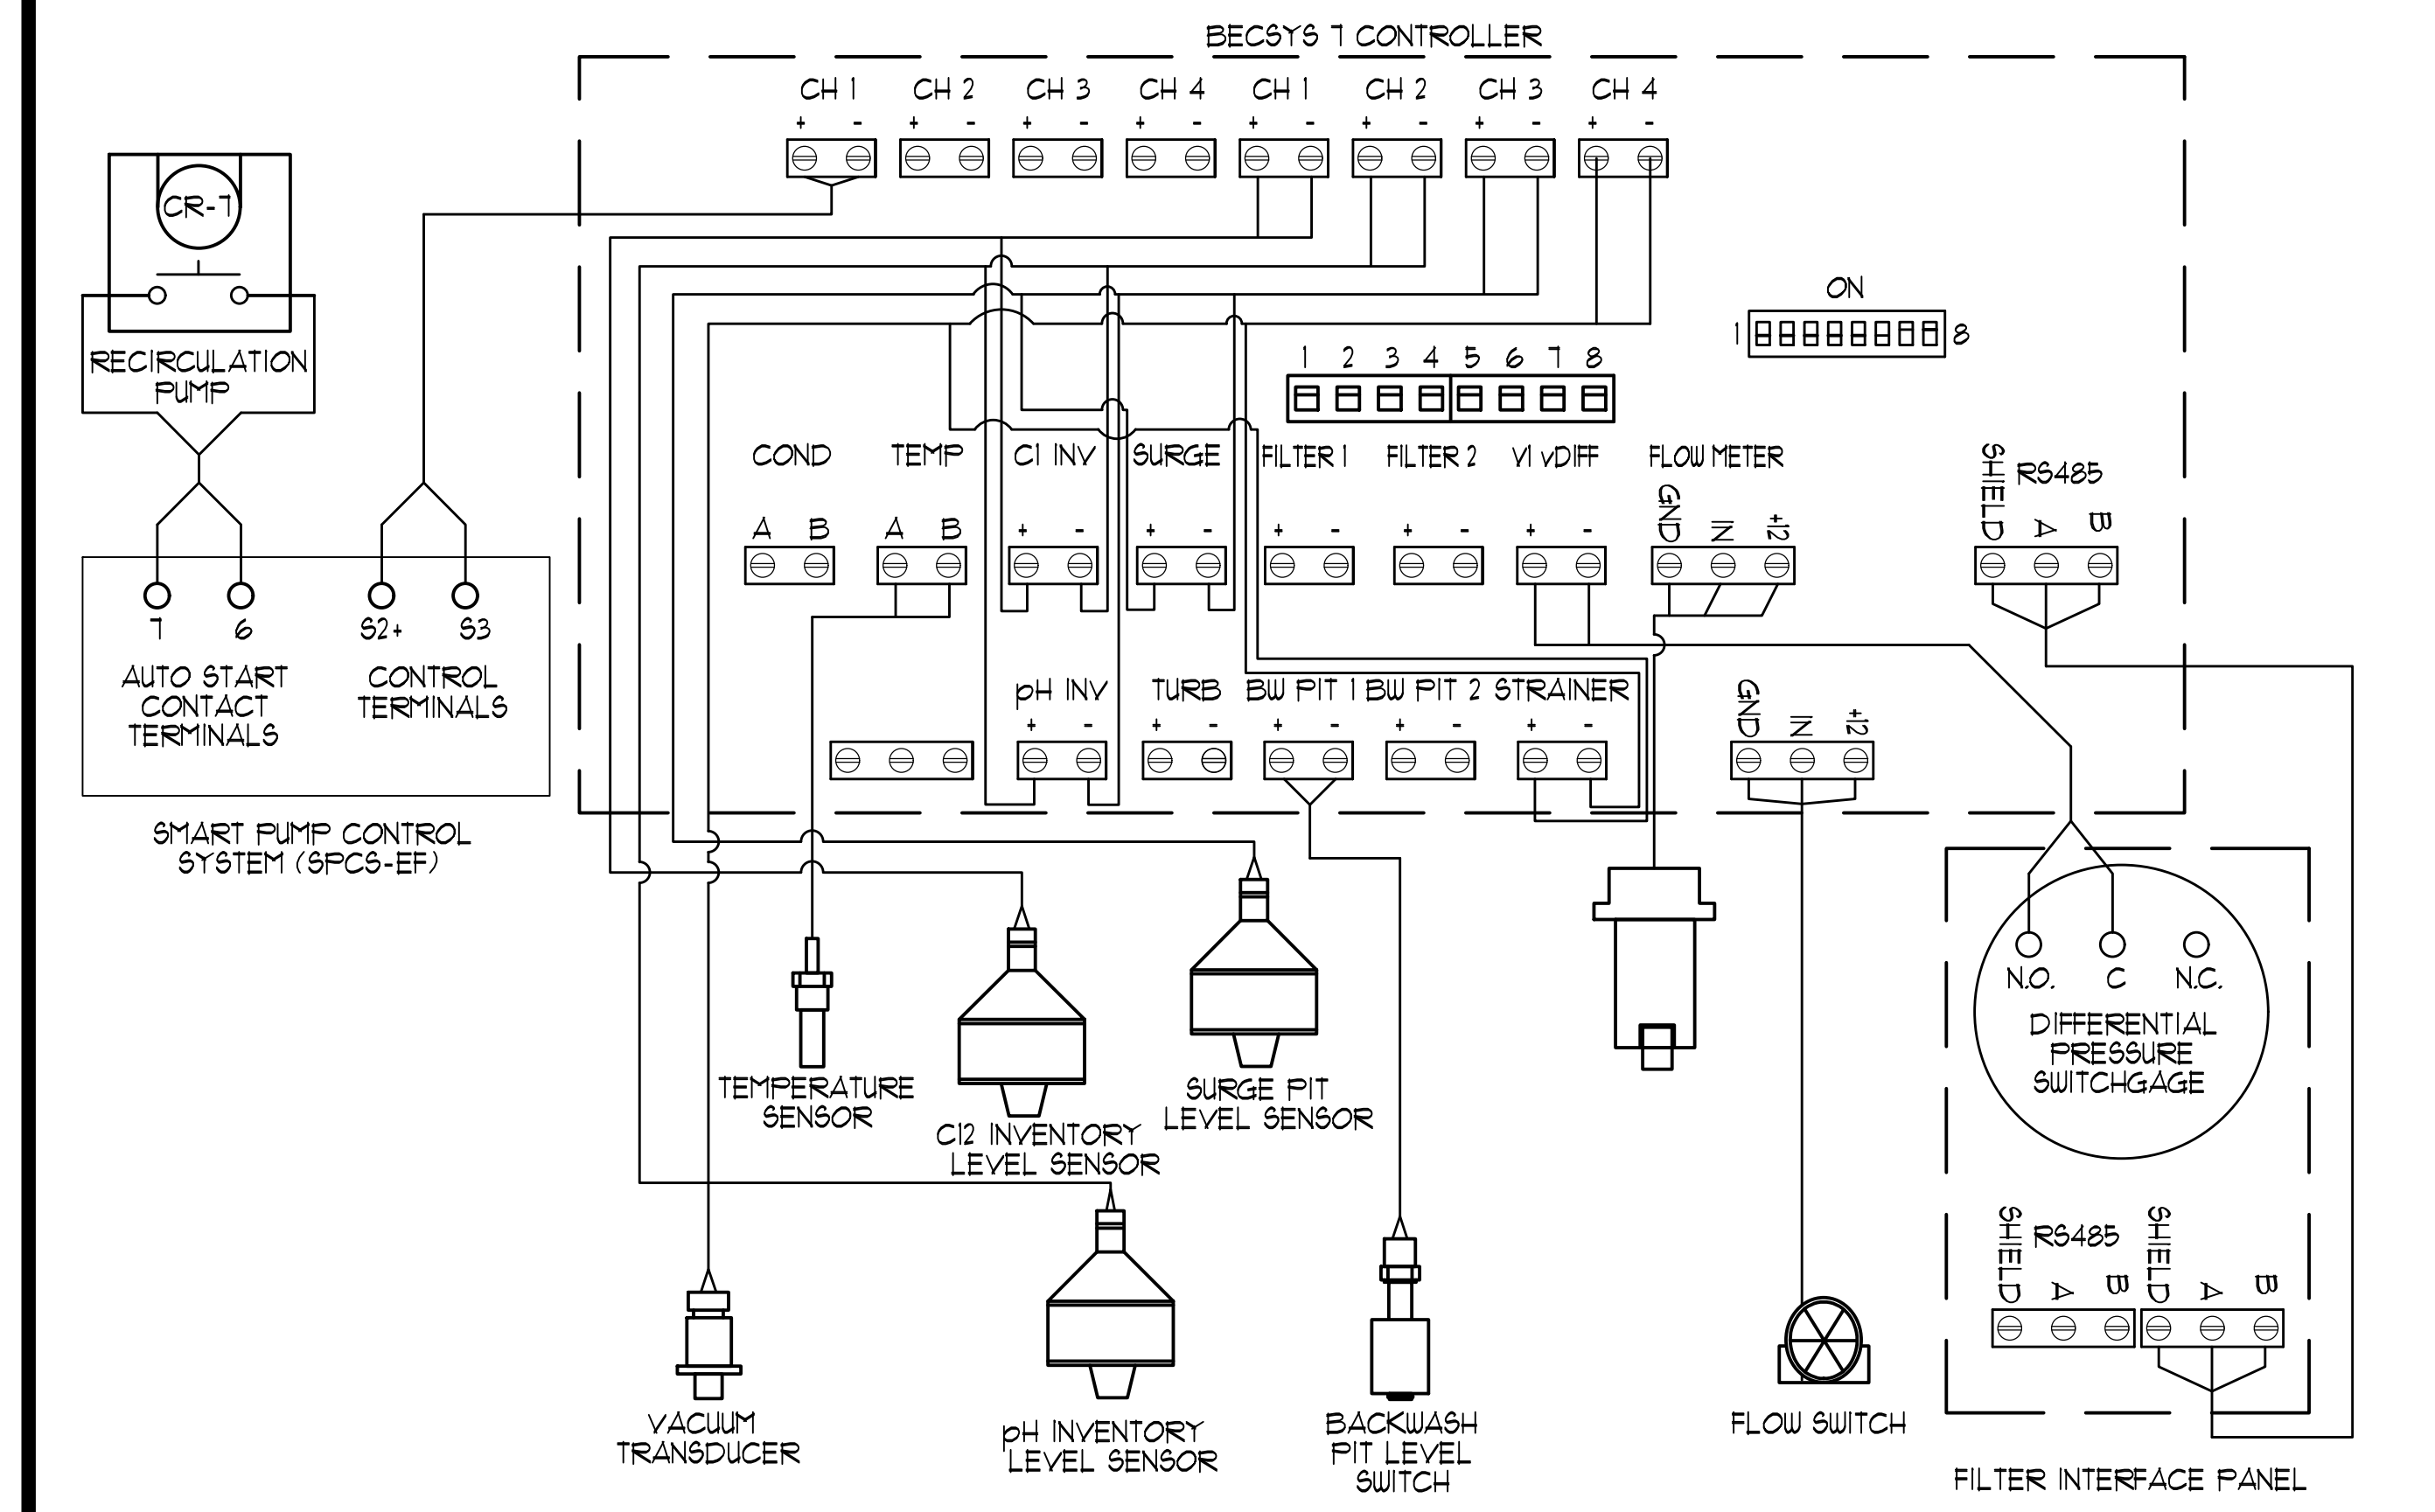 BECSYS 7 CONTROLLER
CH 1 CH 2 CH 3 CH 4 CH 1 CH 2 CH 3 CH 4
+ - + - + - + - + - + - + - + -
CR-7
RECIRCULATION
PUMP
ON
1 8
1 2 3 4 5 6 7 8
COND TEMP Cl INV SURGE FILTER 1 FILTER 2 V1 vDIFF FLOW METER
A B A B + - + - + - + - + - GND IN +12
SHIELD RS485 A B
7 6 S2+ S3
AUTO START
CONTACT
TERMINALS
CONTROL
TERMINALS
SMART PUMP CONTROL
SYSTEM (SPCS-EF)
pH INV TURB BW PIT 1 BW PIT 2 STRAINER
+ - + - + - + - + - GND IN +12
N.O. C N.C.
DIFFERENTIAL
PRESSURE
SWITCHGAGE
TEMPERATURE
SENSOR
Cl2 INVENTORY
LEVEL SENSOR
SURGE PIT
LEVEL SENSOR
SHIELD RS485 SHIELD
A B A B
VACUUM
TRANSDUCER
pH INVENTORY
LEVEL SENSOR
BACKWASH
PIT LEVEL
SWITCH
FLOW SWITCH
FILTER INTERFACE PANEL